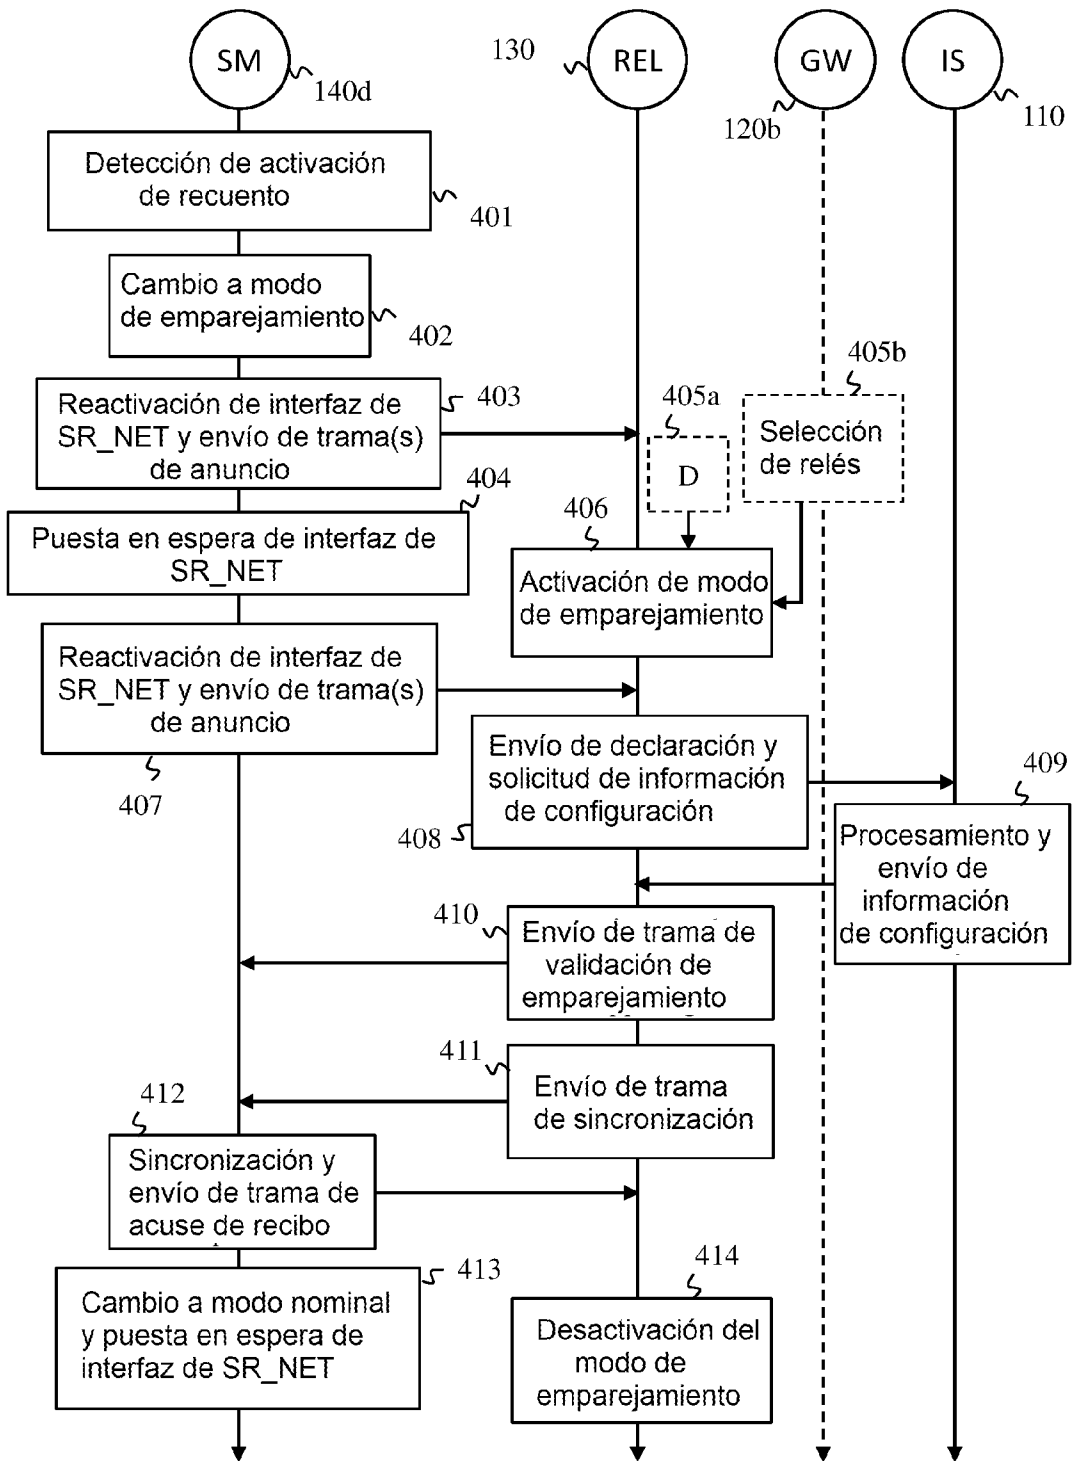 SM
140d
130
REL
GW
120b
IS
110
Detección de activación
de recuento
401
Cambio a modo
de emparejamiento
402
Reactivación de interfaz de
SR_NET y envío de trama(s)
de anuncio
403
405a
D
405b
Selección
de relés
404
Puesta en espera de interfaz de
SR_NET
406
Activación de modo
de emparejamiento
Reactivación de interfaz de
SR_NET y envío de trama(s)
de anuncio
407
Envío de declaración y
solicitud de información
de configuración
408
409
Procesamiento y
envío de
información
de configuración
410
Envío de trama de
validación de
emparejamiento
411
Envío de trama
de sincronización
412
Sincronización y
envío de trama de
acuse de recibo
413
Cambio a modo nominal
y puesta en espera de
interfaz de SR_NET
414
Desactivación del
modo de
emparejamiento